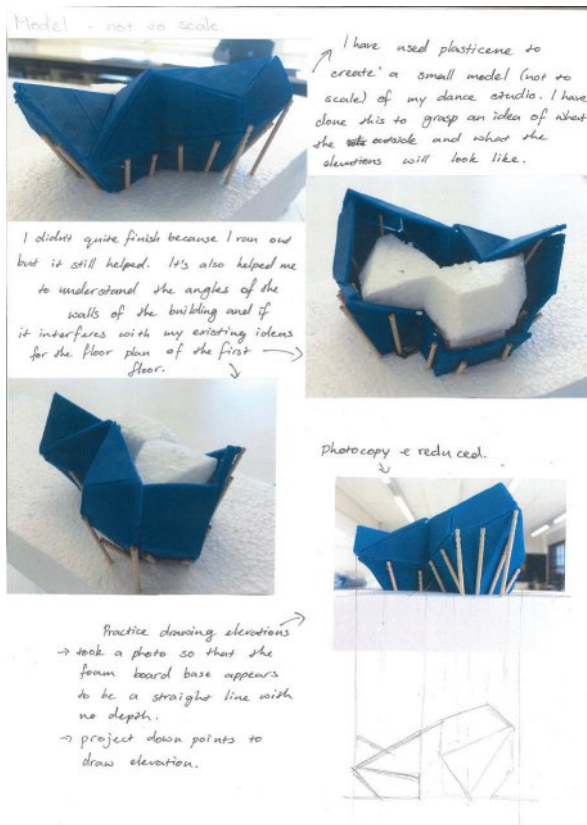 Model - not to scale
I have used plasticene to
create a small model (not to
scale) of my dance studio. I have
done this to grasp an idea of what
the outside and what the
elevations will look like.
I didn't quite finish because I ran out
but it still helped. It's also helped me
to understand the angles of the
walls of the building and if
it interferes with my existing ideas
for the floor plan of the first
floor.
photocopy & reduced.
Practice drawing elevations
→ took a photo so that the
foam board base appears
to be a straight line with
no depth.
→ project down points to
draw elevation.